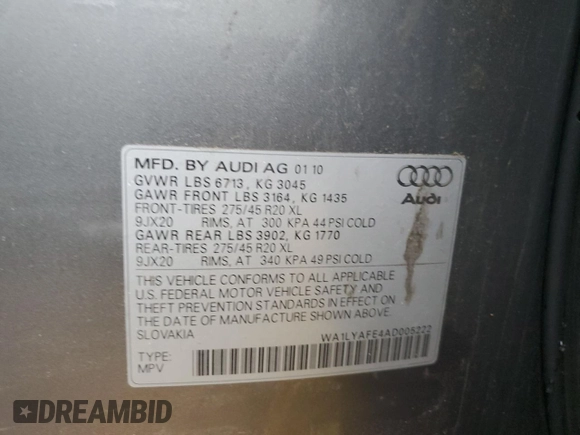 MFD. BY AUDI AG 01 10
GVWR LBS 6713, KG 3045
GAWR FRONT LBS 3164, KG 1435
FRONT-TIRES 275/45 R20 XL
9JX20 RIMS, AT 300 KPA 44 PSI COLD
GAWR REAR LBS 3902, KG 1770
REAR-TIRES 275/45 R20 XL
9JX20 RIMS, AT 340 KPA 49 PSI COLD
Audi
THIS VEHICLE CONFORMS TO ALL APPLICABLE
U.S. FEDERAL MOTOR VEHICLE SAFETY AND
THEFT PREVENTION STANDARDS IN EFFECT ON
THE DATE OF MANUFACTURE SHOWN ABOVE.
SLOVAKIA
WA1LYAFE4AD005222
TYPE:
MPV
DREAMBID